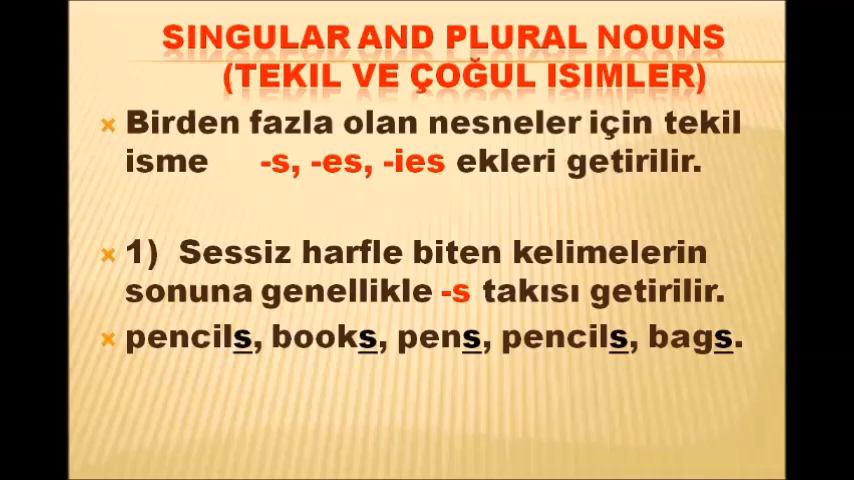 SINGULAR AND PLURAL NOUNS
(TEKIL VE ÇOĞUL ISIMLER)
Birden fazla olan nesneler için tekil
isme -s, -es, -ies ekleri getirilir.
1) Sessiz harfle biten kelimelerin
sonuna genellikle -s takısı getirilir.
pencils, books, pens, pencils, bags.